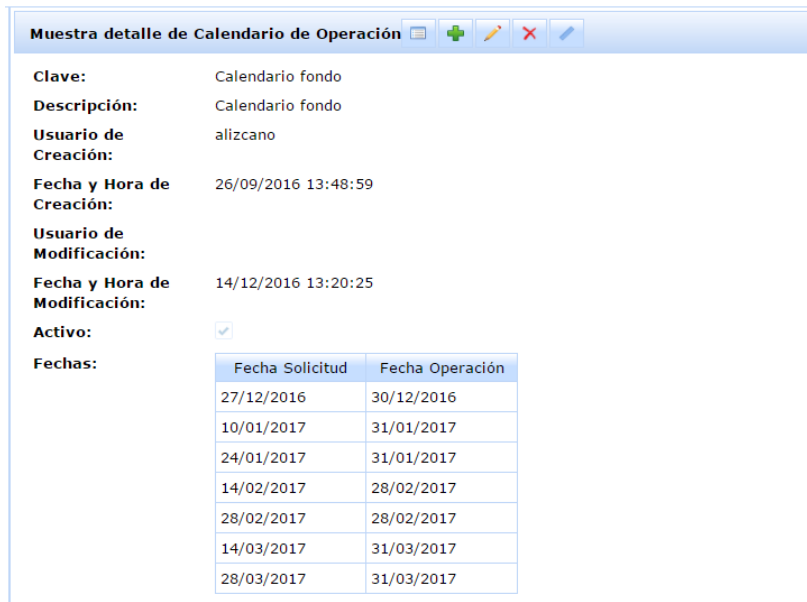 Muestra detalle de Calendario de Operación
Clave: Calendario fondo
Descripción: Calendario fondo
Usuario de Creación: alizcano
Fecha y Hora de Creación: 26/09/2016 13:48:59
Usuario de Modificación:
Fecha y Hora de Modificación: 14/12/2016 13:20:25
Activo:
Fechas:
Fecha Solicitud Fecha Operación
27/12/2016 30/12/2016
10/01/2017 31/01/2017
24/01/2017 31/01/2017
14/02/2017 28/02/2017
28/02/2017 28/02/2017
14/03/2017 31/03/2017
28/03/2017 31/03/2017